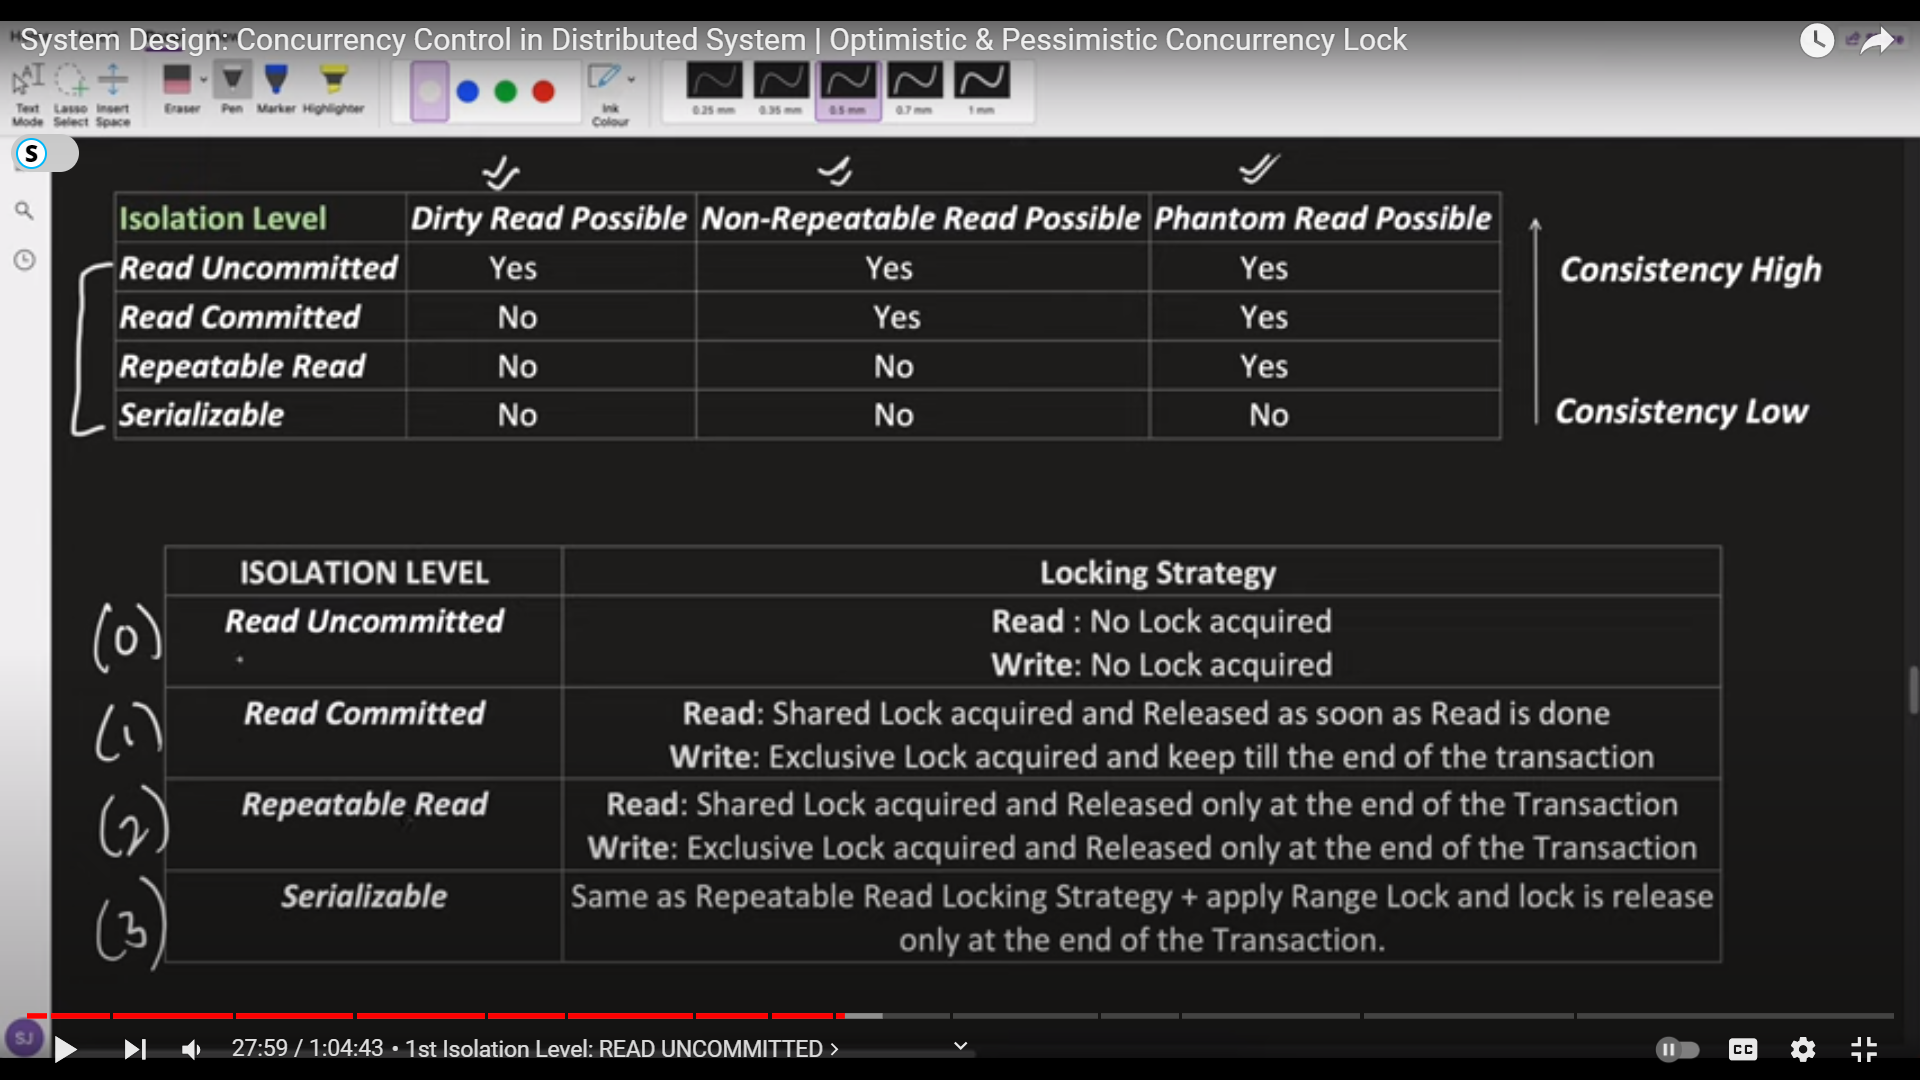 System Design: Concurrency Control in Distributed System | Optimistic & Pessimistic Concurrency Lock
Text Mode
Lasso Select
Insert Space
Eraser
Pen
Marker
Highlighter
Ink Colour
0.25 mm
0.35 mm
0.5 mm
0.7 mm
1 mm
S
Isolation Level Dirty Read Possible Non-Repeatable Read Possible Phantom Read Possible
Read Uncommitted Yes Yes Yes
Consistency High
Read Committed No Yes Yes
Repeatable Read No No Yes
Serializable No No No
Consistency Low
ISOLATION LEVEL Locking Strategy
(0) Read Uncommitted Read : No Lock acquired
Write: No Lock acquired
(1) Read Committed Read: Shared Lock acquired and Released as soon as Read is done
Write: Exclusive Lock acquired and keep till the end of the transaction
(2) Repeatable Read Read: Shared Lock acquired and Released only at the end of the Transaction
Write: Exclusive Lock acquired and Released only at the end of the Transaction
(3) Serializable Same as Repeatable Read Locking Strategy + apply Range Lock and lock is release
only at the end of the Transaction.
SJ
27:59 / 1:04:43 • 1st Isolation Level: READ UNCOMMITTED ›
CC